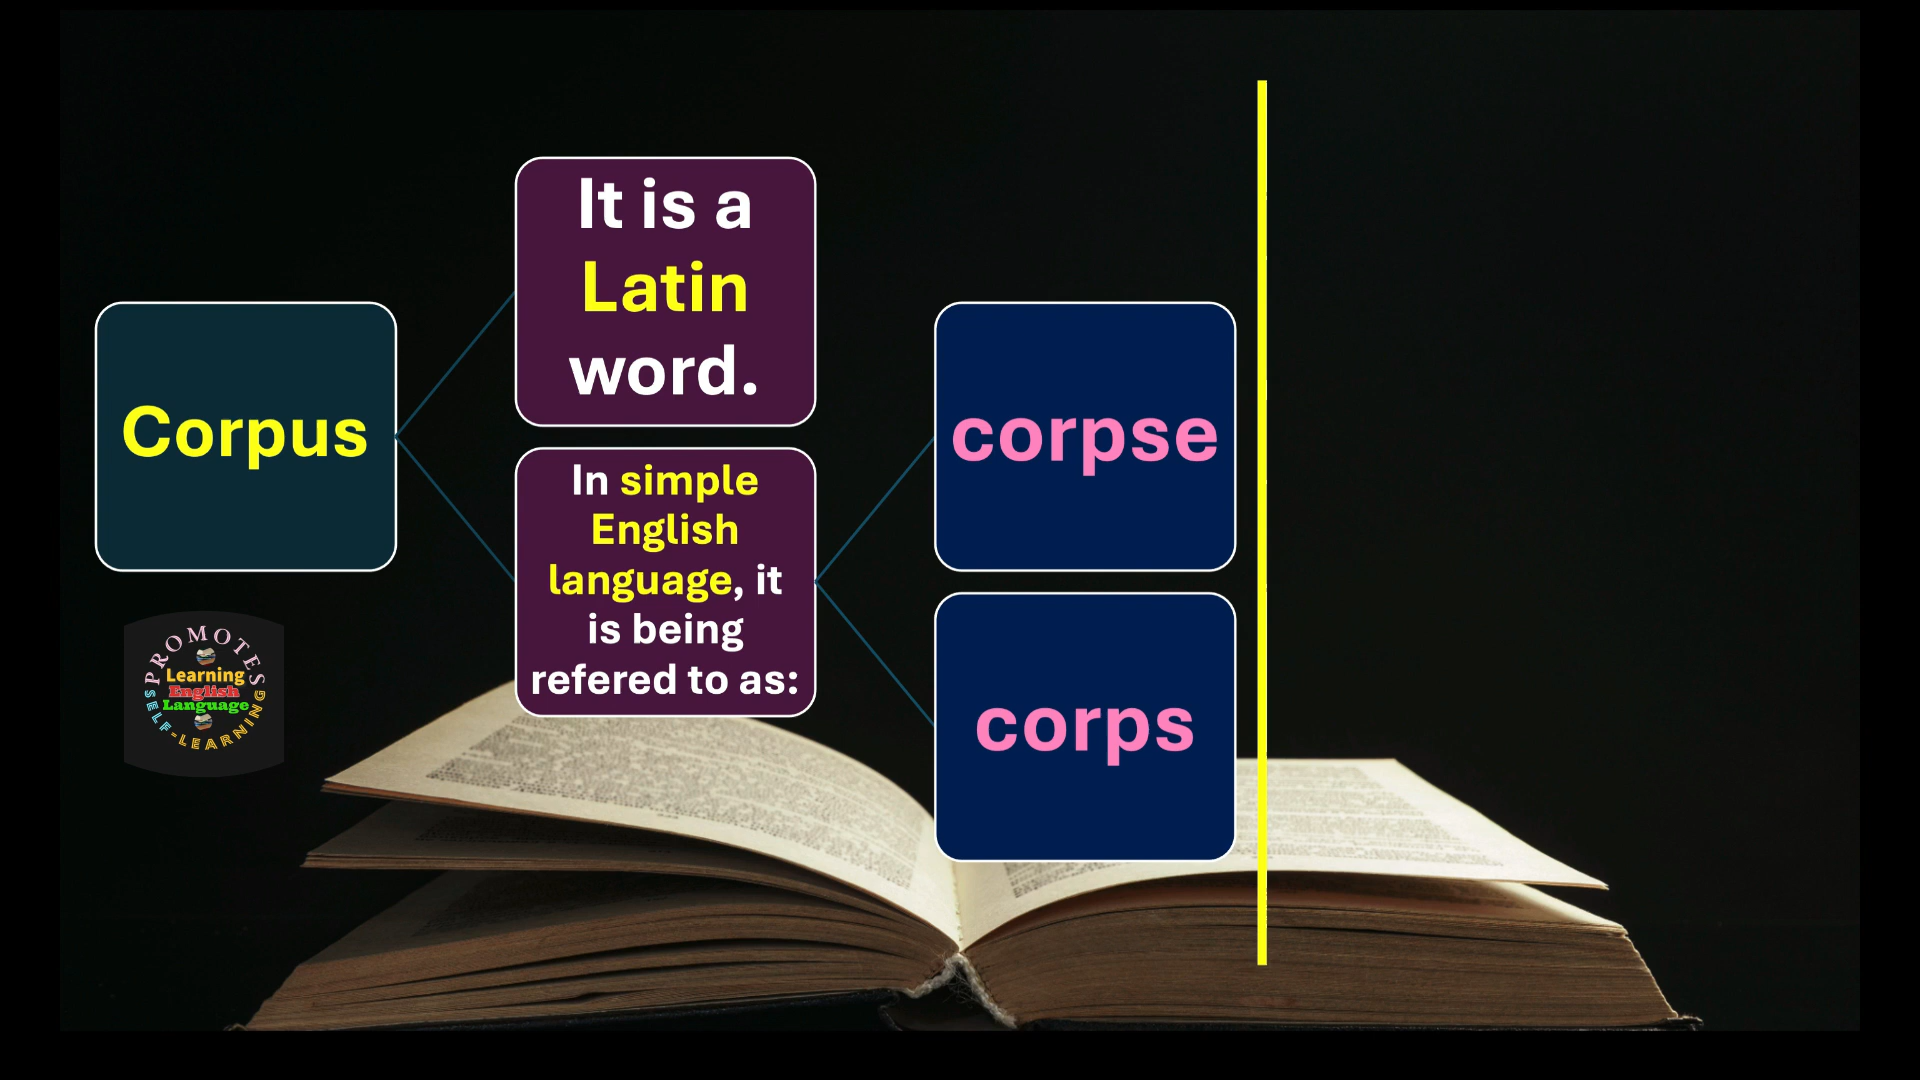 Corpus
It is a
Latin
word.
In simple
English
language, it
is being
refered to as:
corpse
corps
PROMOTES
Learning
English
Language
SELF-LEARNING